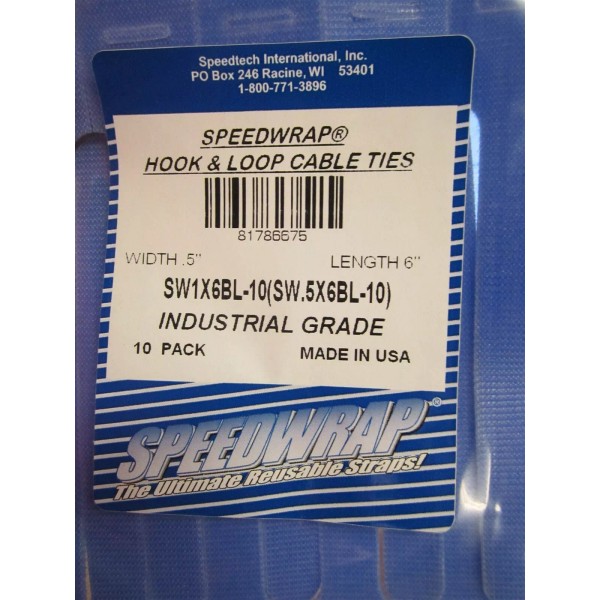 Speedtech International, Inc.
PO Box 246 Racine, WI 53401
1-800-771-3896
SPEEDWRAP®
HOOK & LOOP CABLE TIES
81786675
WIDTH .5" LENGTH 6"
SW1X6BL-10(SW.5X6BL-10)
INDUSTRIAL GRADE
10 PACK MADE IN USA
SPEEDWRAP®
The Ultimate Reusable Straps!